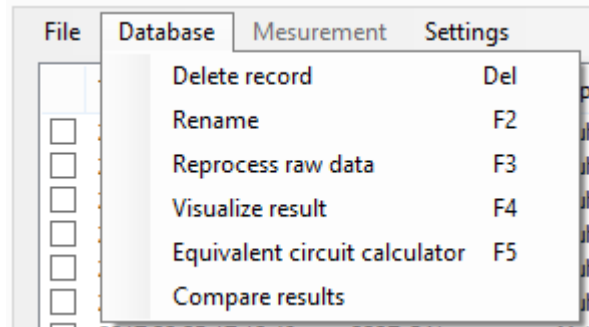 File Database Mesurement Settings
Delete record Del
Rename F2
Reprocess raw data F3
Visualize result F4
Equivalent circuit calculator F5
Compare results